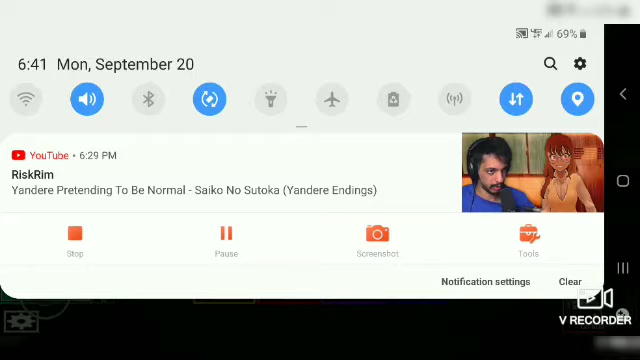 69%
6:41 Mon, September 20
YouTube • 6:29 PM
RiskRim
Yandere Pretending To Be Normal - Saiko No Sutoka (Yandere Endings)
Stop Pause Screenshot Tools
Notification settings Clear
V RECORDER